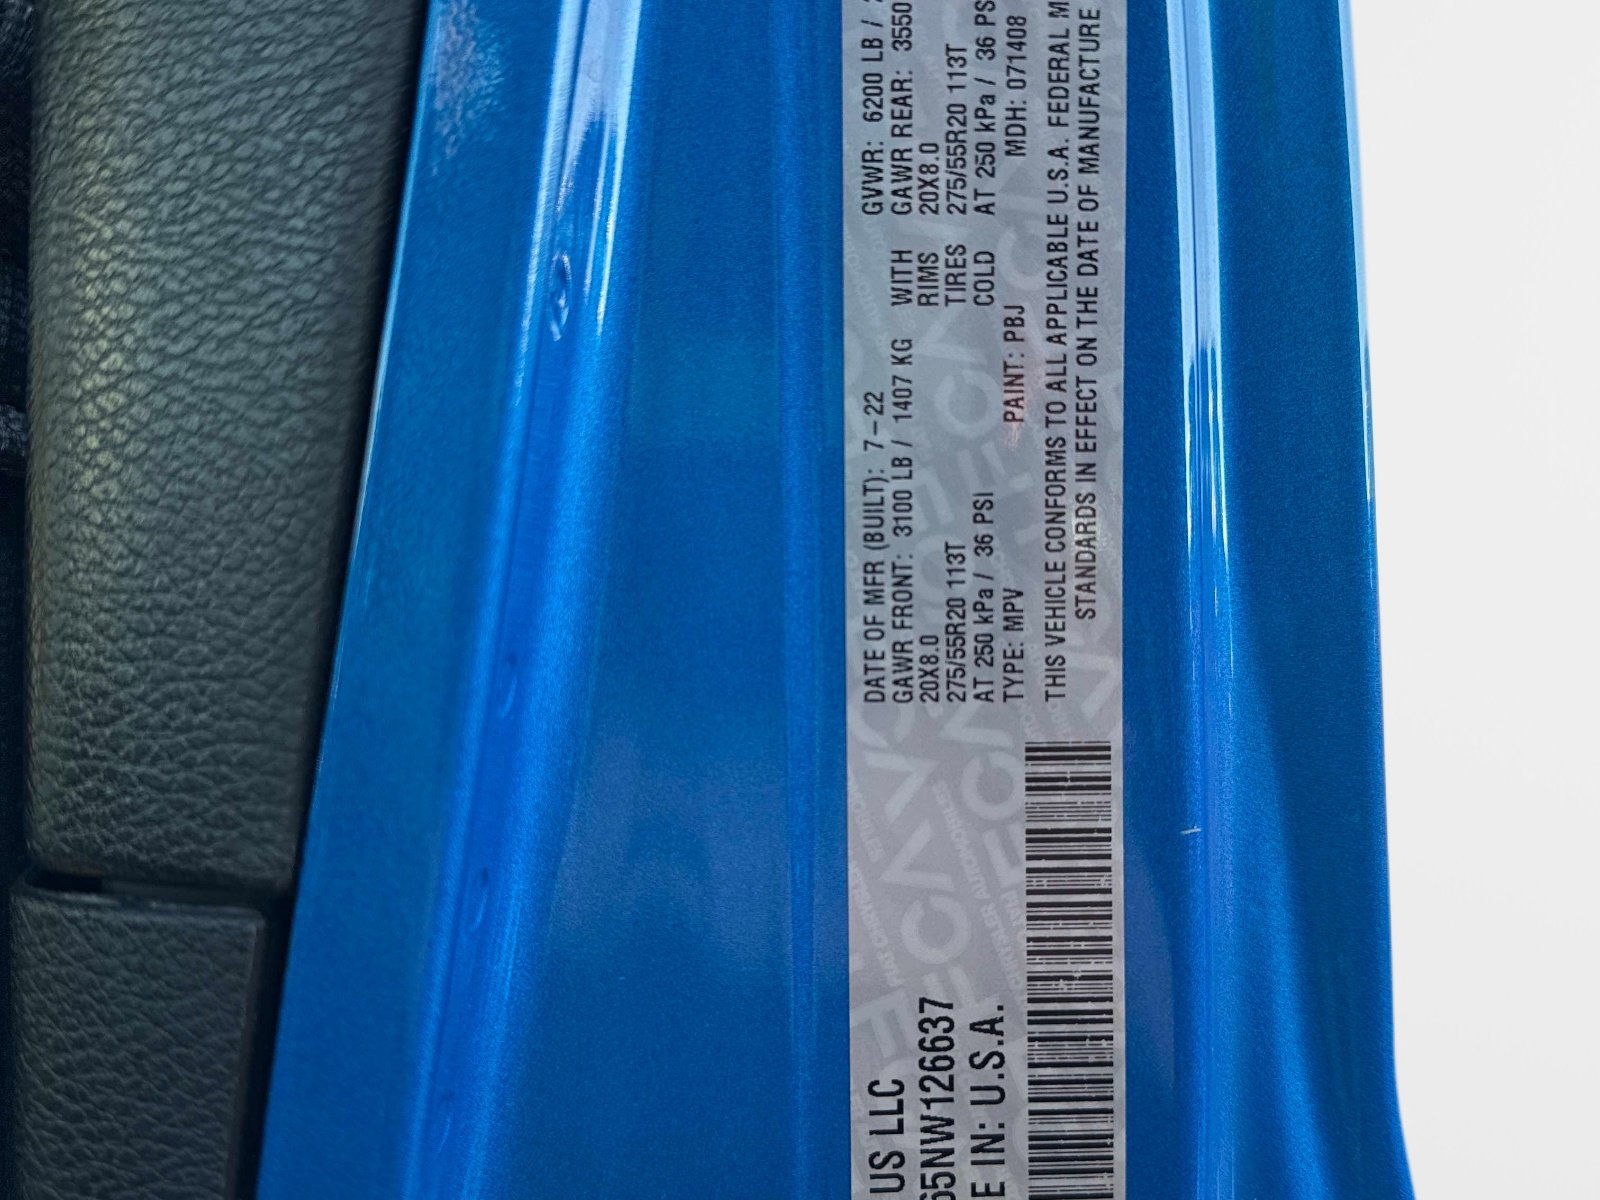 US LLC
65NW126637
E IN: U.S.A.
DATE OF MFR (BUILT): 7-22 GVWR: 6200 LB /
GAWR FRONT: 3100 LB / 1407 KG WITH GAWR REAR: 3550
20X8.0 RIMS 20X8.0
275/55R20 113T TIRES 275/55R20 113T
AT 250 kPa / 36 PSI COLD AT 250 kPa / 36 PS
TYPE: MPV PAINT: PBJ MDH: 071408
THIS VEHICLE CONFORMS TO ALL APPLICABLE U.S.A. FEDERAL M
STANDARDS IN EFFECT ON THE DATE OF MANUFACTURE